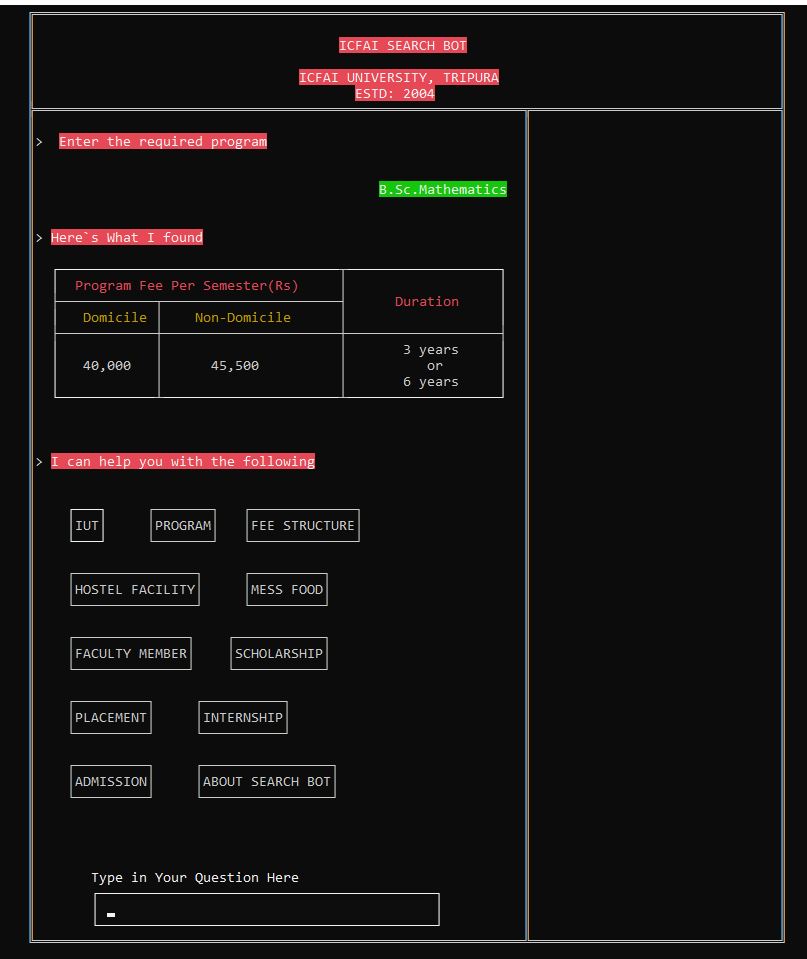 ICFAI SEARCH BOT
ICFAI UNIVERSITY, TRIPURA
ESTD: 2004
> Enter the required program
B.Sc.Mathematics
> Here`s What I found
Program Fee Per Semester(Rs)
Duration
Domicile Non-Domicile
3 years
40,000 45,500 or
6 years
> I can help you with the following
IUT PROGRAM FEE STRUCTURE
HOSTEL FACILITY MESS FOOD
FACULTY MEMBER SCHOLARSHIP
PLACEMENT INTERNSHIP
ADMISSION ABOUT SEARCH BOT
Type in Your Question Here